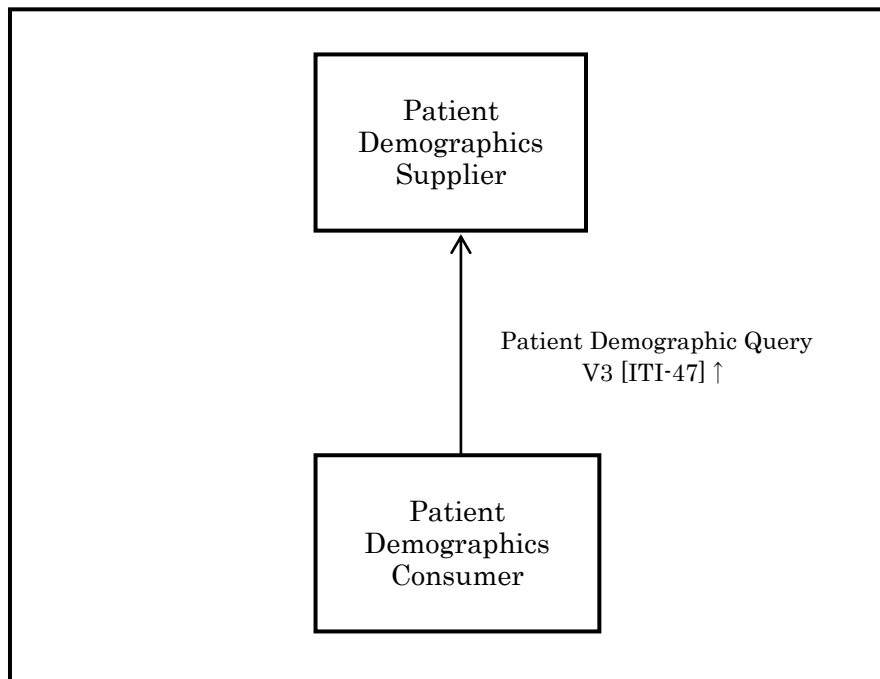 Patient
Demographics
Supplier
Patient Demographic Query
V3 [ITI-47] ↑
Patient
Demographics
Consumer